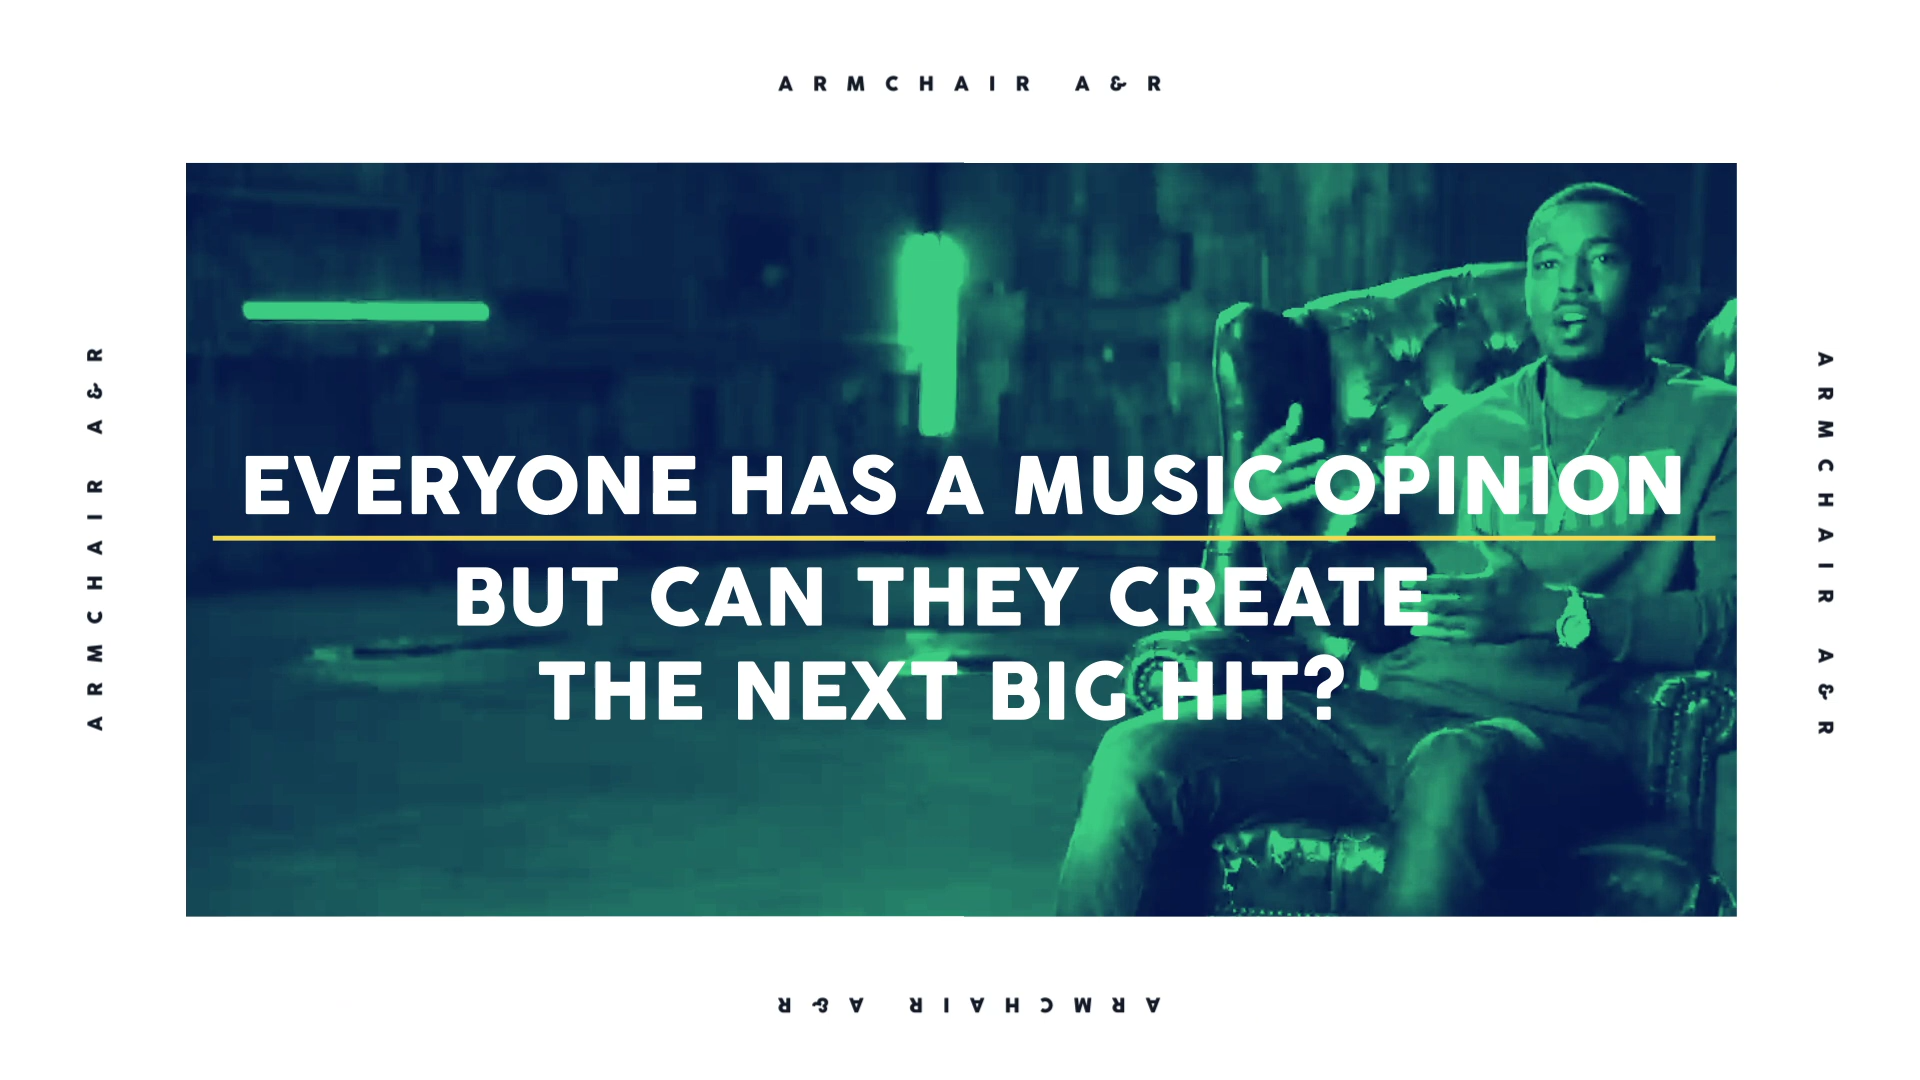 ARMCHAIR A&R
ARMCHAIR A&R
ARMCHAIR A&R
EVERYONE HAS A MUSIC OPINION
BUT CAN THEY CREATE
THE NEXT BIG HIT?
ARMCHAIR A&R